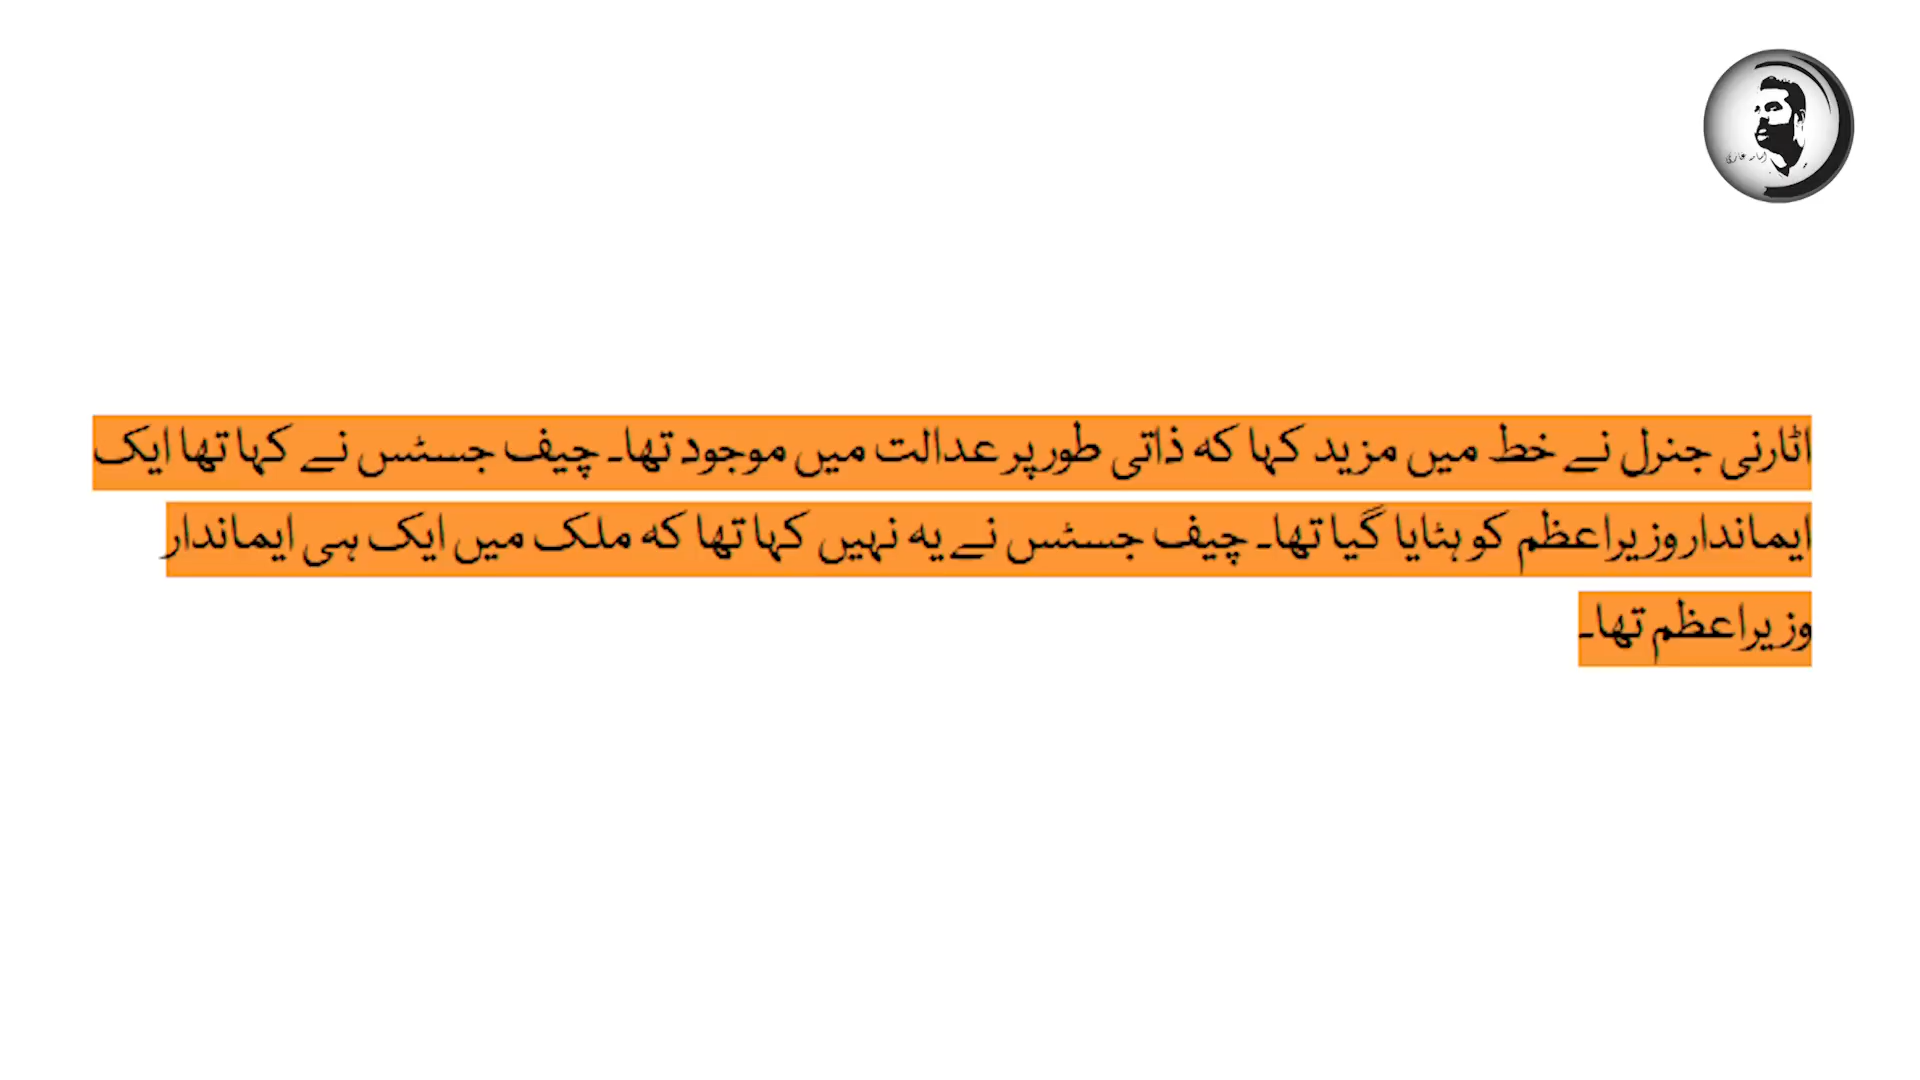 اسامہ غازی
اٹارنی جنرل نے خط میں مزید کہا کہ ذاتی طور پر عدالت میں موجود تھا۔ چیف جسٹس نے کہا تھا ایک
ایماندار وزیراعظم کو ہٹایا گیا تھا۔ چیف جسٹس نے یہ نہیں کہا تھا کہ ملک میں ایک ہی ایماندار
وزیراعظم تھا۔